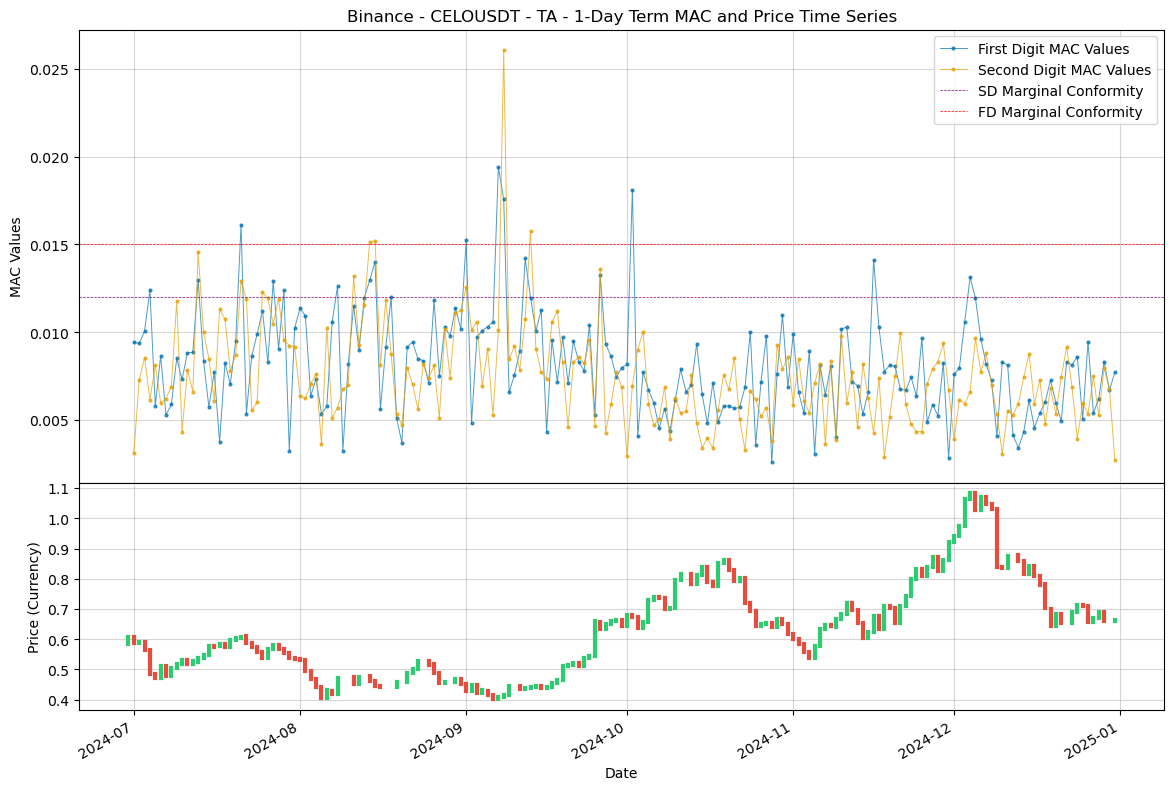 Binance - CELOUSDT - TA - 1-Day Term MAC and Price Time Series
First Digit MAC Values
Second Digit MAC Values
SD Marginal Conformity
FD Marginal Conformity
MAC Values
0.025
0.020
0.015
0.010
0.005
Price (Currency)
1.1
1.0
0.9
0.8
0.7
0.6
0.5
0.4
2024-07
2024-08
2024-09
2024-10
2024-11
2024-12
2025-01
Date